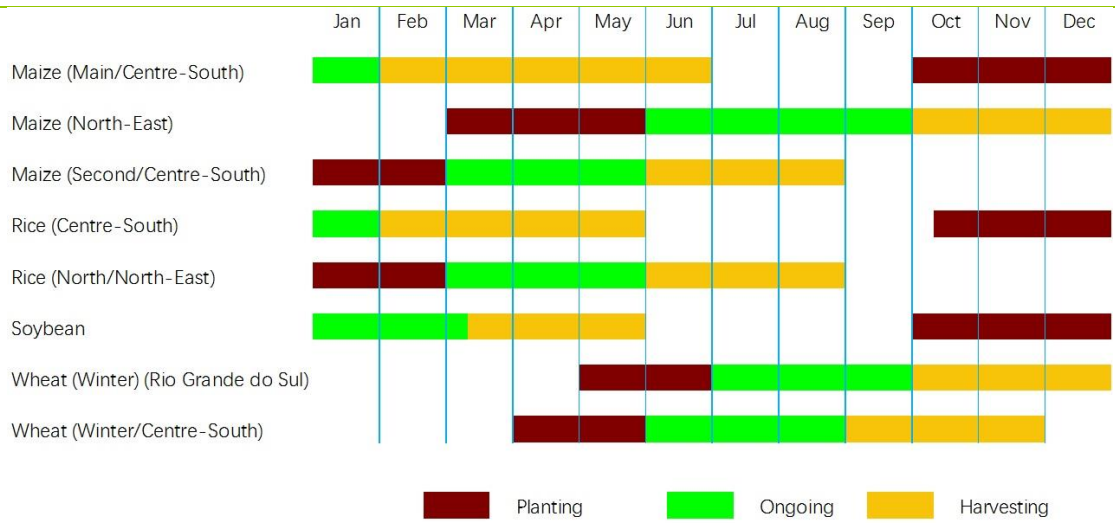 Jan Feb Mar Apr May Jun Jul Aug Sep Oct Nov Dec
Maize (Main/Centre-South)
Maize (North-East)
Maize (Second/Centre-South)
Rice (Centre-South)
Rice (North/North-East)
Soybean
Wheat (Winter) (Rio Grande do Sul)
Wheat (Winter/Centre-South)
Planting Ongoing Harvesting